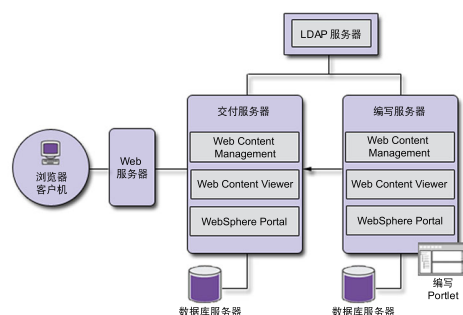 LDAP 服务器
交付服务器
Web Content
Management
Web Content Viewer
WebSphere Portal
编写服务器
Web Content
Management
Web Content Viewer
WebSphere Portal
浏览器
客户机
Web
服务器
编写
Portlet
数据库服务器
数据库服务器